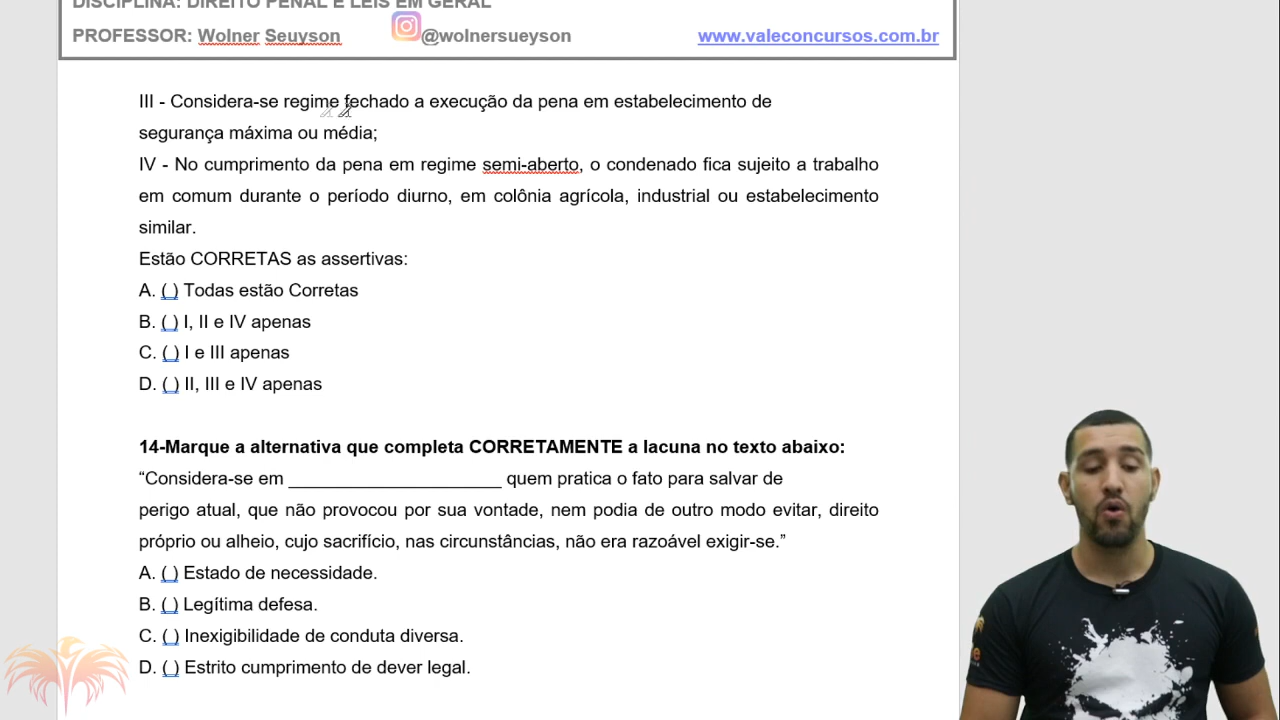 DISCIPLINA: DIREITO PENAL E LEIS EM GERAL
PROFESSOR: Wolner Seuyson @wolnersueyson www.valeconcursos.com.br
III - Considera-se regime fechado a execução da pena em estabelecimento de
segurança máxima ou média;
IV - No cumprimento da pena em regime semi-aberto, o condenado fica sujeito a trabalho
em comum durante o período diurno, em colônia agrícola, industrial ou estabelecimento
similar.
Estão CORRETAS as assertivas:
A. ( ) Todas estão Corretas
B. ( ) I, II e IV apenas
C. ( ) I e III apenas
D. ( ) II, III e IV apenas
14-Marque a alternativa que completa CORRETAMENTE a lacuna no texto abaixo:
“Considera-se em _____________________ quem pratica o fato para salvar de
perigo atual, que não provocou por sua vontade, nem podia de outro modo evitar, direito
próprio ou alheio, cujo sacrifício, nas circunstâncias, não era razoável exigir-se.”
A. ( ) Estado de necessidade.
B. ( ) Legítima defesa.
C. ( ) Inexigibilidade de conduta diversa.
D. ( ) Estrito cumprimento de dever legal.